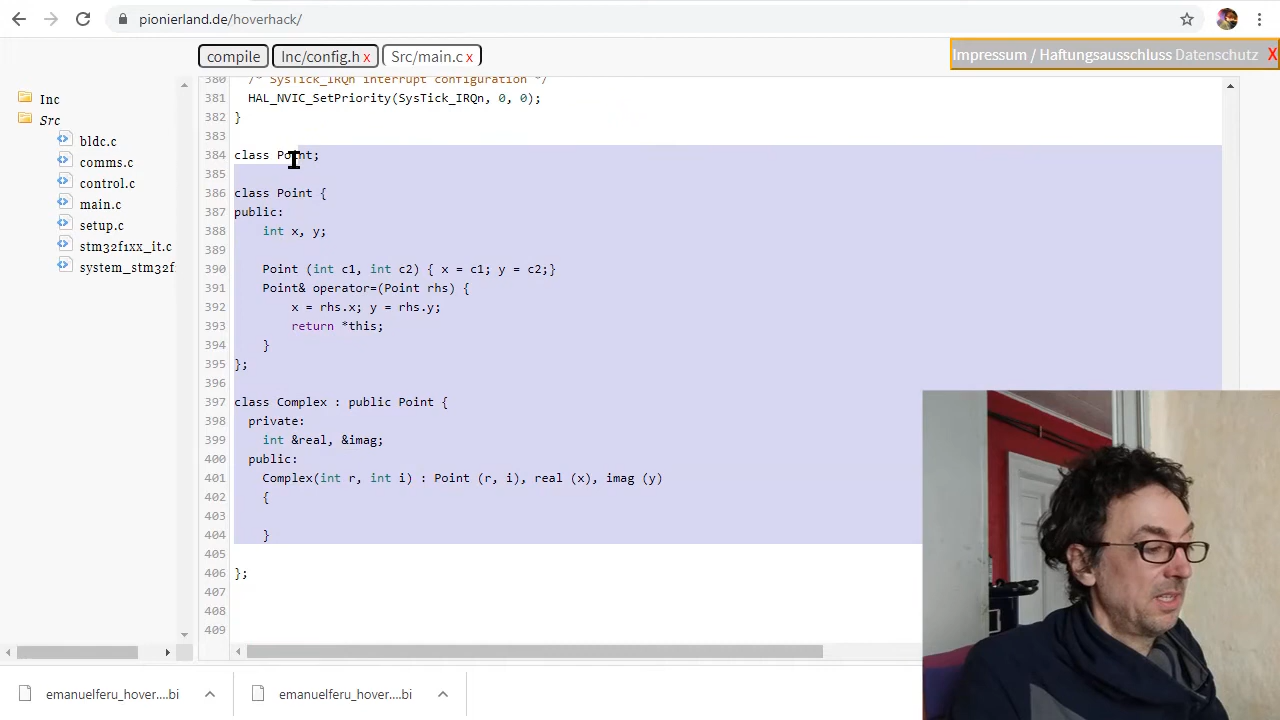 pionierland.de/hoverhack/
compile
Inc/config.h x
Src/main.c x
Impressum / Haftungsausschluss Datenschutz X
Inc
Src
bldc.c
comms.c
control.c
main.c
setup.c
stm32f1xx_it.c
system_stm32f
380 /* SysTick_IRQn interrupt configuration */
381 HAL_NVIC_SetPriority(SysTick_IRQn, 0, 0);
382 }
383
384 class Point;
385
386 class Point {
387 public:
388 int x, y;
389
390 Point (int c1, int c2) { x = c1; y = c2;}
391 Point& operator=(Point rhs) {
392 x = rhs.x; y = rhs.y;
393 return *this;
394 }
395 };
396
397 class Complex : public Point {
398 private:
399 int &real, &imag;
400 public:
401 Complex(int r, int i) : Point (r, i), real (x), imag (y)
402 {
403
404 }
405
406 };
407
408
409
emanuelferu_hover....bi
emanuelferu_hover....bi